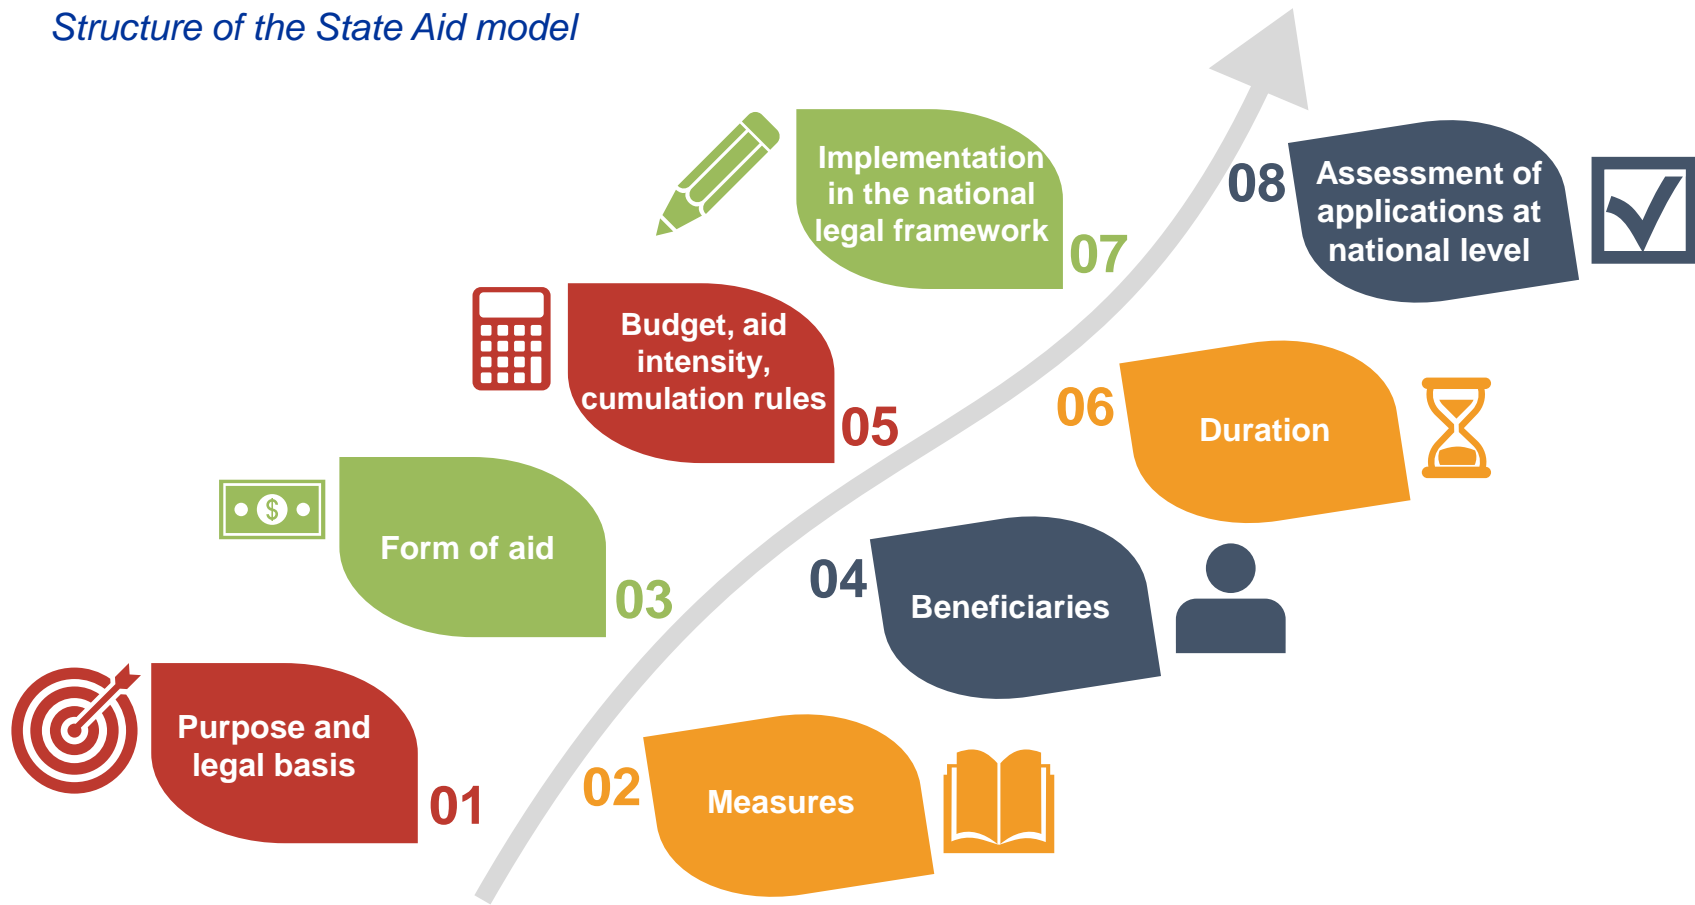 Structure of the State Aid model
Purpose and
legal basis
01
02
Measures
Form of aid
$
03
04
Beneficiaries
Budget, aid
intensity,
cumulation rules
05
06
Duration
Implementation
in the national
legal framework
07
08
Assessment of
applications at
national level